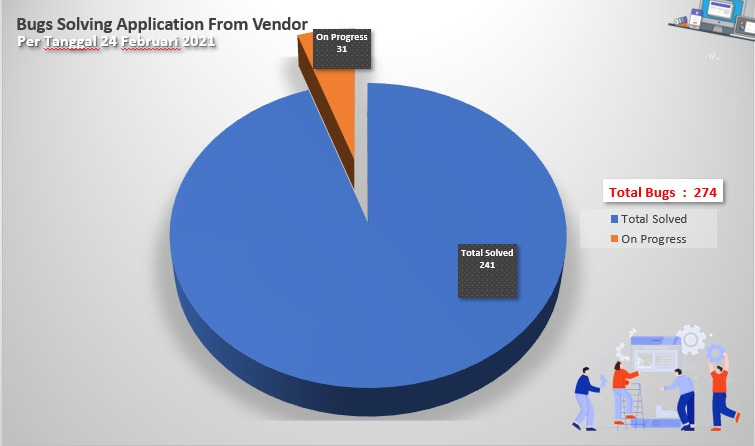 Bugs Solving Application From Vendor
Per Tanggal 24 Februari 2021
On Progress
31
Total Bugs : 274
Total Solved
On Progress
Total Solved
241